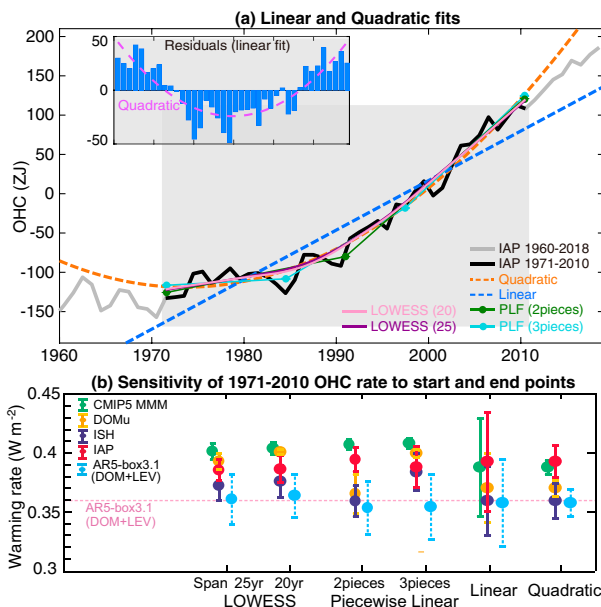 (a) Linear and Quadratic fits
200
150
100
50
0
-50
-100
-150
OHC (ZJ)
50
0
-50
Residuals (linear fit)
Quadratic
IAP 1960-2018
IAP 1971-2010
Quadratic
Linear
LOWESS (20)
PLF (2pieces)
LOWESS (25)
PLF (3pieces)
1960 1970 1980 1990 2000 2010
(b) Sensitivity of 1971-2010 OHC rate to start and end points
0.45
0.4
0.35
0.3
Warming rate (W m-2)
CMIP5 MMM
DOMu
ISH
IAP
AR5-box3.1
(DOM+LEV)
AR5-box3.1
(DOM+LEV)
Span 25yr 20yr 2pieces 3pieces Linear Quadratic
LOWESS Piecewise Linear